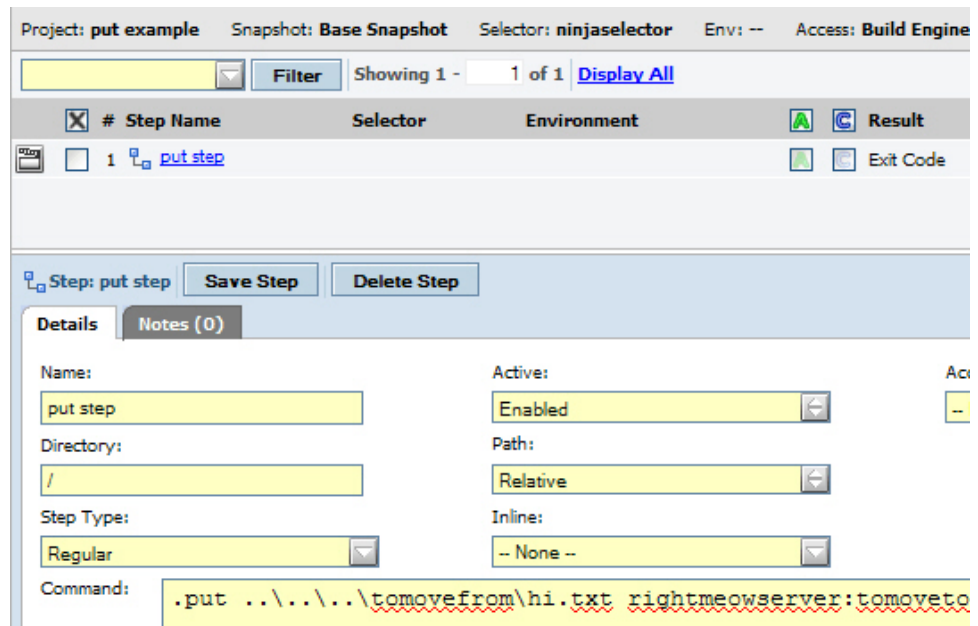 Project: put example Snapshot: Base Snapshot Selector: ninjaselector Env: -- Access: Build Engine
Filter Showing 1 - 1 of 1 Display All
X # Step Name Selector Environment A C Result
1 put step A C Exit Code
Step: put step Save Step Delete Step
Details Notes (0)
Name: Active: Acc
put step Enabled --
Directory: Path:
/ Relative
Step Type: Inline:
Regular -- None --
Command: .put ..\..\..\tomovefrom\hi.txt rightmeowserver:tomoveto